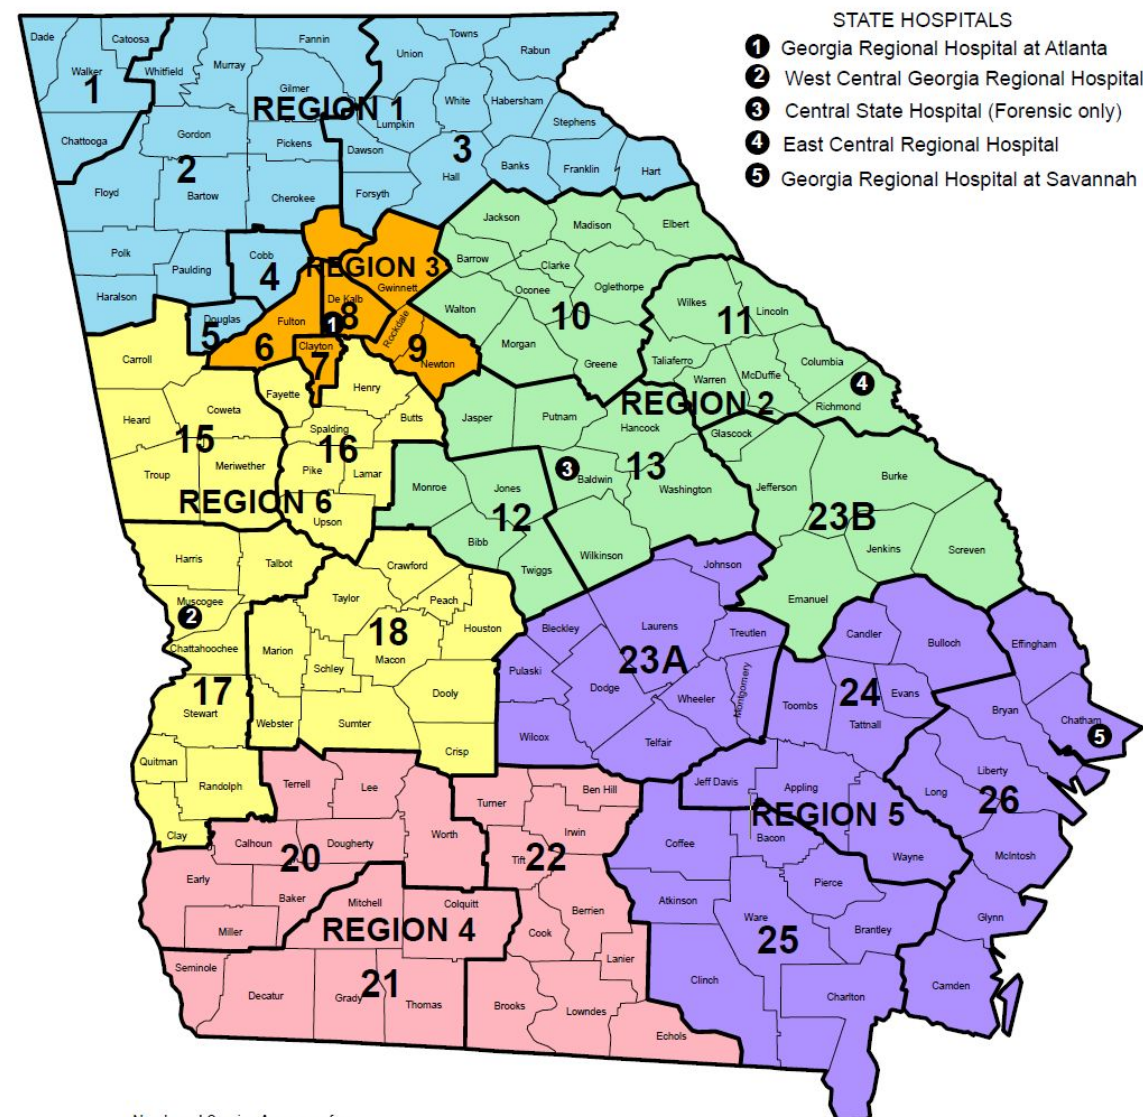 STATE HOSPITALS
1 Georgia Regional Hospital at Atlanta
2 West Central Georgia Regional Hospital
3 Central State Hospital (Forensic only)
4 East Central Regional Hospital
5 Georgia Regional Hospital at Savannah
REGION 1
Dade
Catoosa
Walker
1
Chattooga
Whitfield
Murray
Fannin
Gilmer
Gordon
Pickens
2
Floyd
Bartow
Cherokee
Polk
Paulding
Haralson
Union
Towns
Rabun
White
Habersham
Lumpkin
Stephens
Dawson
3
Hall
Banks
Franklin
Hart
Forsyth
Cobb
4
Douglas
5
REGION 3
Gwinnett
De Kalb
1
8
Fulton
6
Clayton
7
Rockdale
9
Newton
REGION 2
Jackson
Madison
Elbert
Barrow
Clarke
Oconee
Oglethorpe
Walton
10
Morgan
Greene
Wilkes
Lincoln
11
Taliaferro
Columbia
McDuffie
Warren
4
Richmond
Jasper
Putnam
Hancock
Glascock
3
Baldwin
13
Washington
Wilkinson
Monroe
Jones
12
Bibb
Twiggs
Jefferson
Burke
23B
Jenkins
Soreven
Emanuel
REGION 6
Carroll
Heard
Coweta
15
Troup
Meriwether
Fayette
Henry
Spalding
Butts
16
Pike
Lamar
Upson
Harris
Talbot
Muscogee
2
Chattahoochee
17
Stewart
Quitman
Randolph
Clay
Crawford
Taylor
Peach
Houston
18
Marion
Schley
Macon
Dooly
Webster
Sumter
Crisp
REGION 5
Johnson
Bleckley
Laurens
Treutlen
23A
Pulaski
Dodge
Wheeler
Montgomery
Wilcox
Telfair
Candler
Bulloch
24
Evans
Toombs
Tattnall
Jeff Davis
Appling
Wayne
Effingham
Bryan
Chatham
5
Liberty
Long
26
McIntosh
Glynn
Camden
Coffee
Bacon
Pierce
Atkinson
Ware
Brantley
25
Clinch
Charlton
REGION 4
Terrell
Lee
Worth
Calhoun
Dougherty
20
Early
Baker
Miller
Mitchell
Colquitt
Seminole
Decatur
Grady
21
Thomas
Turner
Ben Hill
Irwin
Tift
22
Berrien
Cook
Lanier
Brooks
Lowndes
Echols